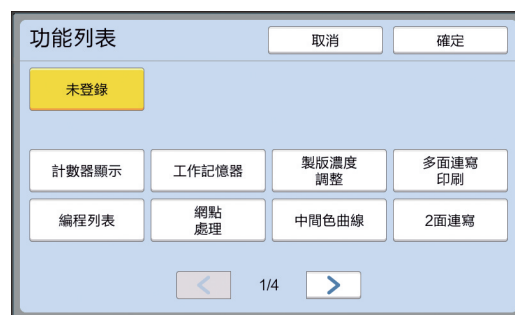 功能列表
取消
確定
未登錄
計數器顯示
工作記憶器
製版濃度
調整
多面連寫
印刷
編程列表
網點
處理
中間色曲線
2面連寫
1/4